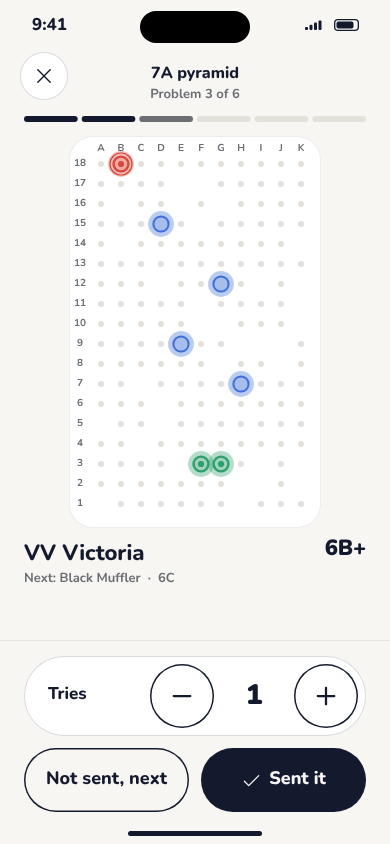 9:41
7A pyramid
Problem 3 of 6
A B C D E F G H I J K
18
17
16
15
14
13
12
11
10
9
8
7
6
5
4
3
2
1
VV Victoria
6B+
Next: Black Muffler · 6C
Tries
1
Not sent, next
Sent it